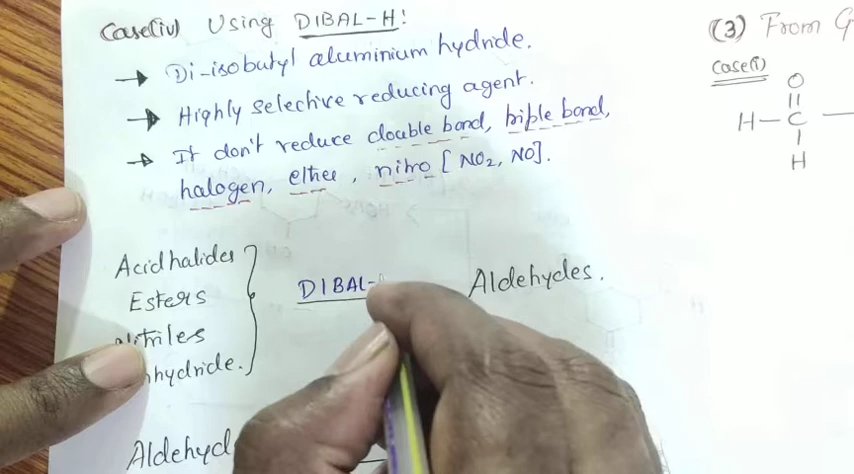 Case(iv) Using DIBAL-H!
→ Di-isobutyl aluminium hydride.
→ Highly selective reducing agent.
→ It don't reduce double bond, triple bond,
halogen, ether, nitro [NO₂, NO].
Acid halides
Esters
Nitriles
hydride.
DIBAL-
Aldehydes.
Aldehyd
(3) From G
Case(i)
O
H-C-
H